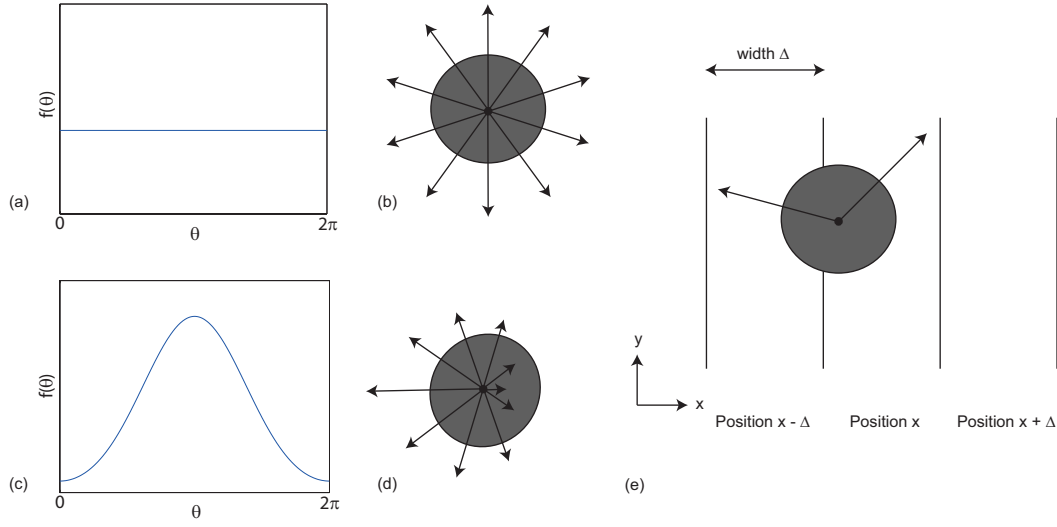 f(θ)
(a)
0
2π
θ
(b)
f(θ)
(c)
0
2π
θ
(d)
width Δ
y
x
Position x - Δ
Position x
Position x + Δ
(e)